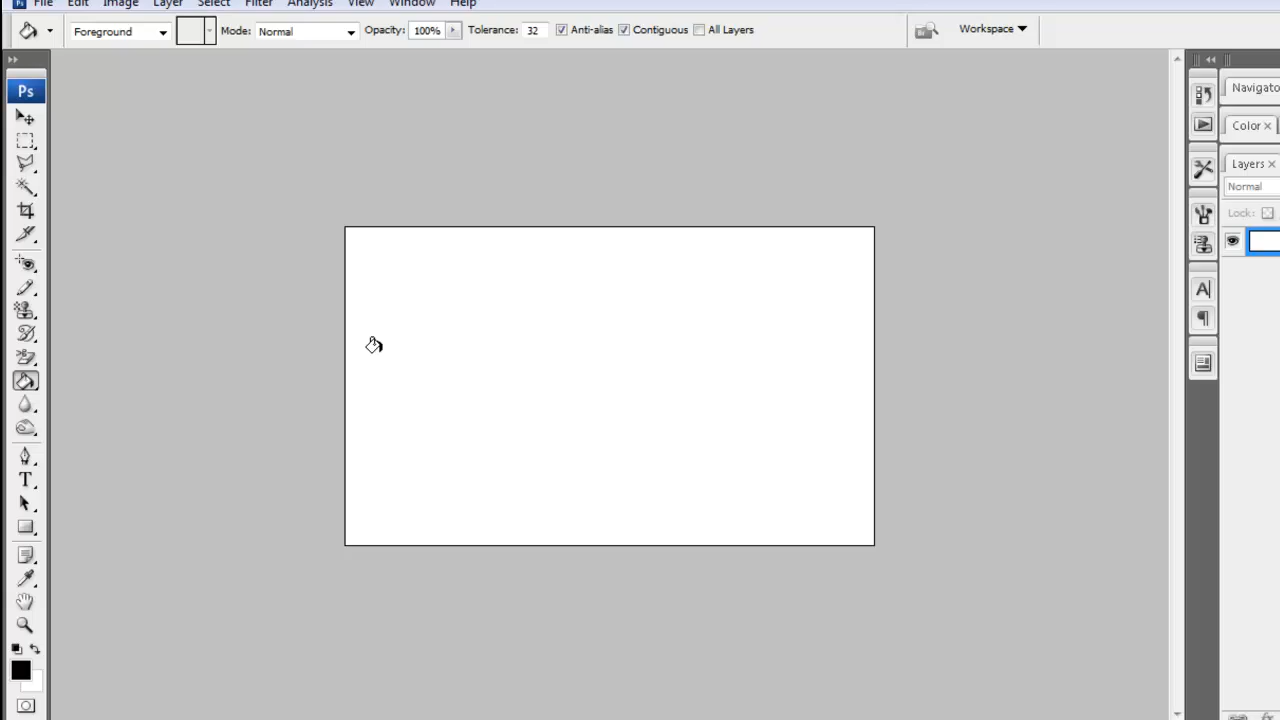 Ps File Edit Image Layer Select Filter Analysis View Window Help
Foreground Mode: Normal Opacity: 100% Tolerance: 32 Anti-alias Contiguous All Layers Workspace
Ps
Navigato
Color
Layers
Normal
Lock:
T
A
¶